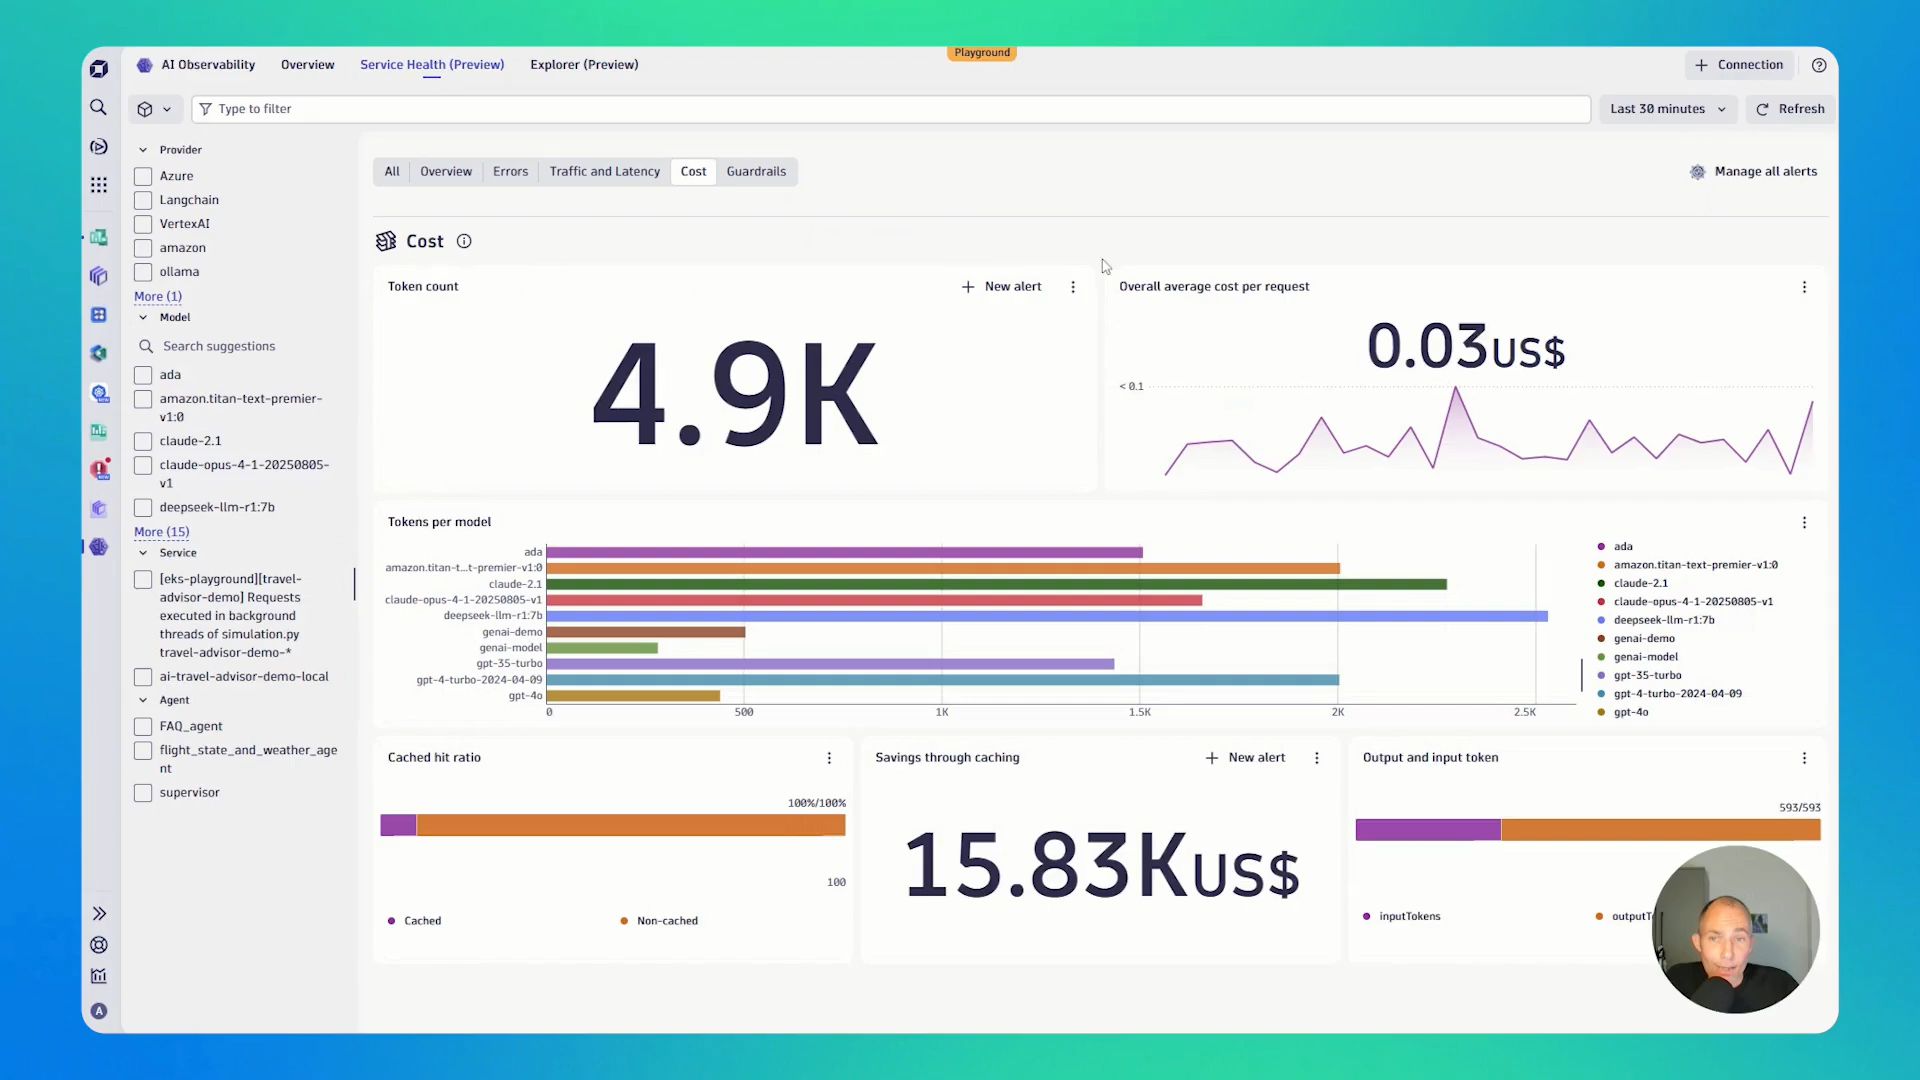 Playground
AI Observability
Overview
Service Health (Preview)
Explorer (Preview)
Connection
Type to filter
Last 30 minutes
Refresh
Provider
Azure
Langchain
VertexAI
amazon
ollama
More (1)
Model
Search suggestions
ada
amazon.titan-text-premier-
v1:0
claude-2.1
claude-opus-4-1-20250805-
v1
deepseek-llm-r1:7b
More (15)
Service
[eks-playground][travel-
advisor-demo] Requests
executed in background
threads of simulation.py
travel-advisor-demo-*
ai-travel-advisor-demo-local
Agent
FAQ_agent
flight_state_and_weather_age
nt
supervisor
A
All
Overview
Errors
Traffic and Latency
Cost
Guardrails
Manage all alerts
Cost
Token count
New alert
4.9K
Overall average cost per request
0.03US$
<0.1
Tokens per model
ada
amazon.titan-t...t-premier-v1:0
claude-2.1
claude-opus-4-1-20250805-v1
deepseek-llm-r1:7b
genai-demo
genai-model
gpt-35-turbo
gpt-4-turbo-2024-04-09
gpt-4o
0
500
1K
1.5K
2K
2.5K
ada
amazon.titan-text-premier-v1:0
claude-2.1
claude-opus-4-1-20250805-v1
deepseek-llm-r1:7b
genai-demo
genai-model
gpt-35-turbo
gpt-4-turbo-2024-04-09
gpt-4o
Cached hit ratio
100%/100%
100
Cached
Non-cached
Savings through caching
New alert
15.83KUS$
Output and input token
593/593
inputTokens
outputT